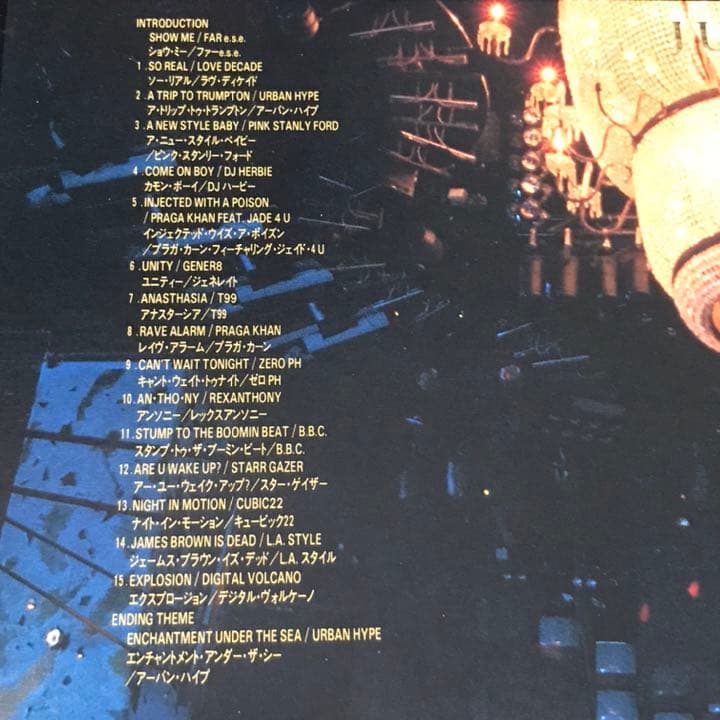 JU
INTRODUCTION
SHOW ME / FAR e.s.e.
ショウ・ミー/ファーe.s.e.
1 .SO REAL / LOVE DECADE
ソー・リアル/ラヴ・ディケイド
2 .A TRIP TO TRUMPTON / URBAN HYPE
ア・トリップ・トゥ・トランプトン/アーバン・ハイプ
3 .A NEW STYLE BABY / PINK STANLY FORD
ア・ニュー・スタイル・ベイビー
/ピンク・スタンリー・フォード
4 .COME ON BOY / DJ HERBIE
カモン・ボーイ/DJ ハービー
5 .INJECTED WITH A POISON
/ PRAGA KHAN FEAT. JADE 4 U
インジェクテッド・ウイズ・ア・ポイズン
/プラガ・カーン・フィーチャリング・ジェイド・4 U
6 .UNITY / GENER8
ユニティー/ジェネレイト
7 .ANASTHASIA / T99
アナスターシア/T99
8 .RAVE ALARM / PRAGA KHAN
レイヴ・アラーム/プラガ・カーン
9 .CAN'T WAIT TONIGHT / ZERO PH
キャント・ウェイト・トゥナイト/ゼロ PH
10 .AN・THO・NY / REXANTHONY
アンソニー/レックスアンソニー
11 .STUMP TO THE BOOMIN BEAT / B.B.C.
スタンプ・トゥ・ザ・ブーミン・ビート/B.B.C.
12 .ARE U WAKE UP? / STARR GAZER
アー・ユー・ウェイク・アップ?/スター・ゲイザー
13 .NIGHT IN MOTION / CUBIC22
ナイト・イン・モーション/キュービック22
14 .JAMES BROWN IS DEAD / L.A. STYLE
ジェームス・ブラウン・イズ・デッド/L.A. スタイル
15 .EXPLOSION / DIGITAL VOLCANO
エクスプロージョン/デジタル・ヴォルケーノ
ENDING THEME
ENCHANTMENT UNDER THE SEA / URBAN HYPE
エンチャントメント・アンダー・ザ・シー
/アーバン・ハイプ